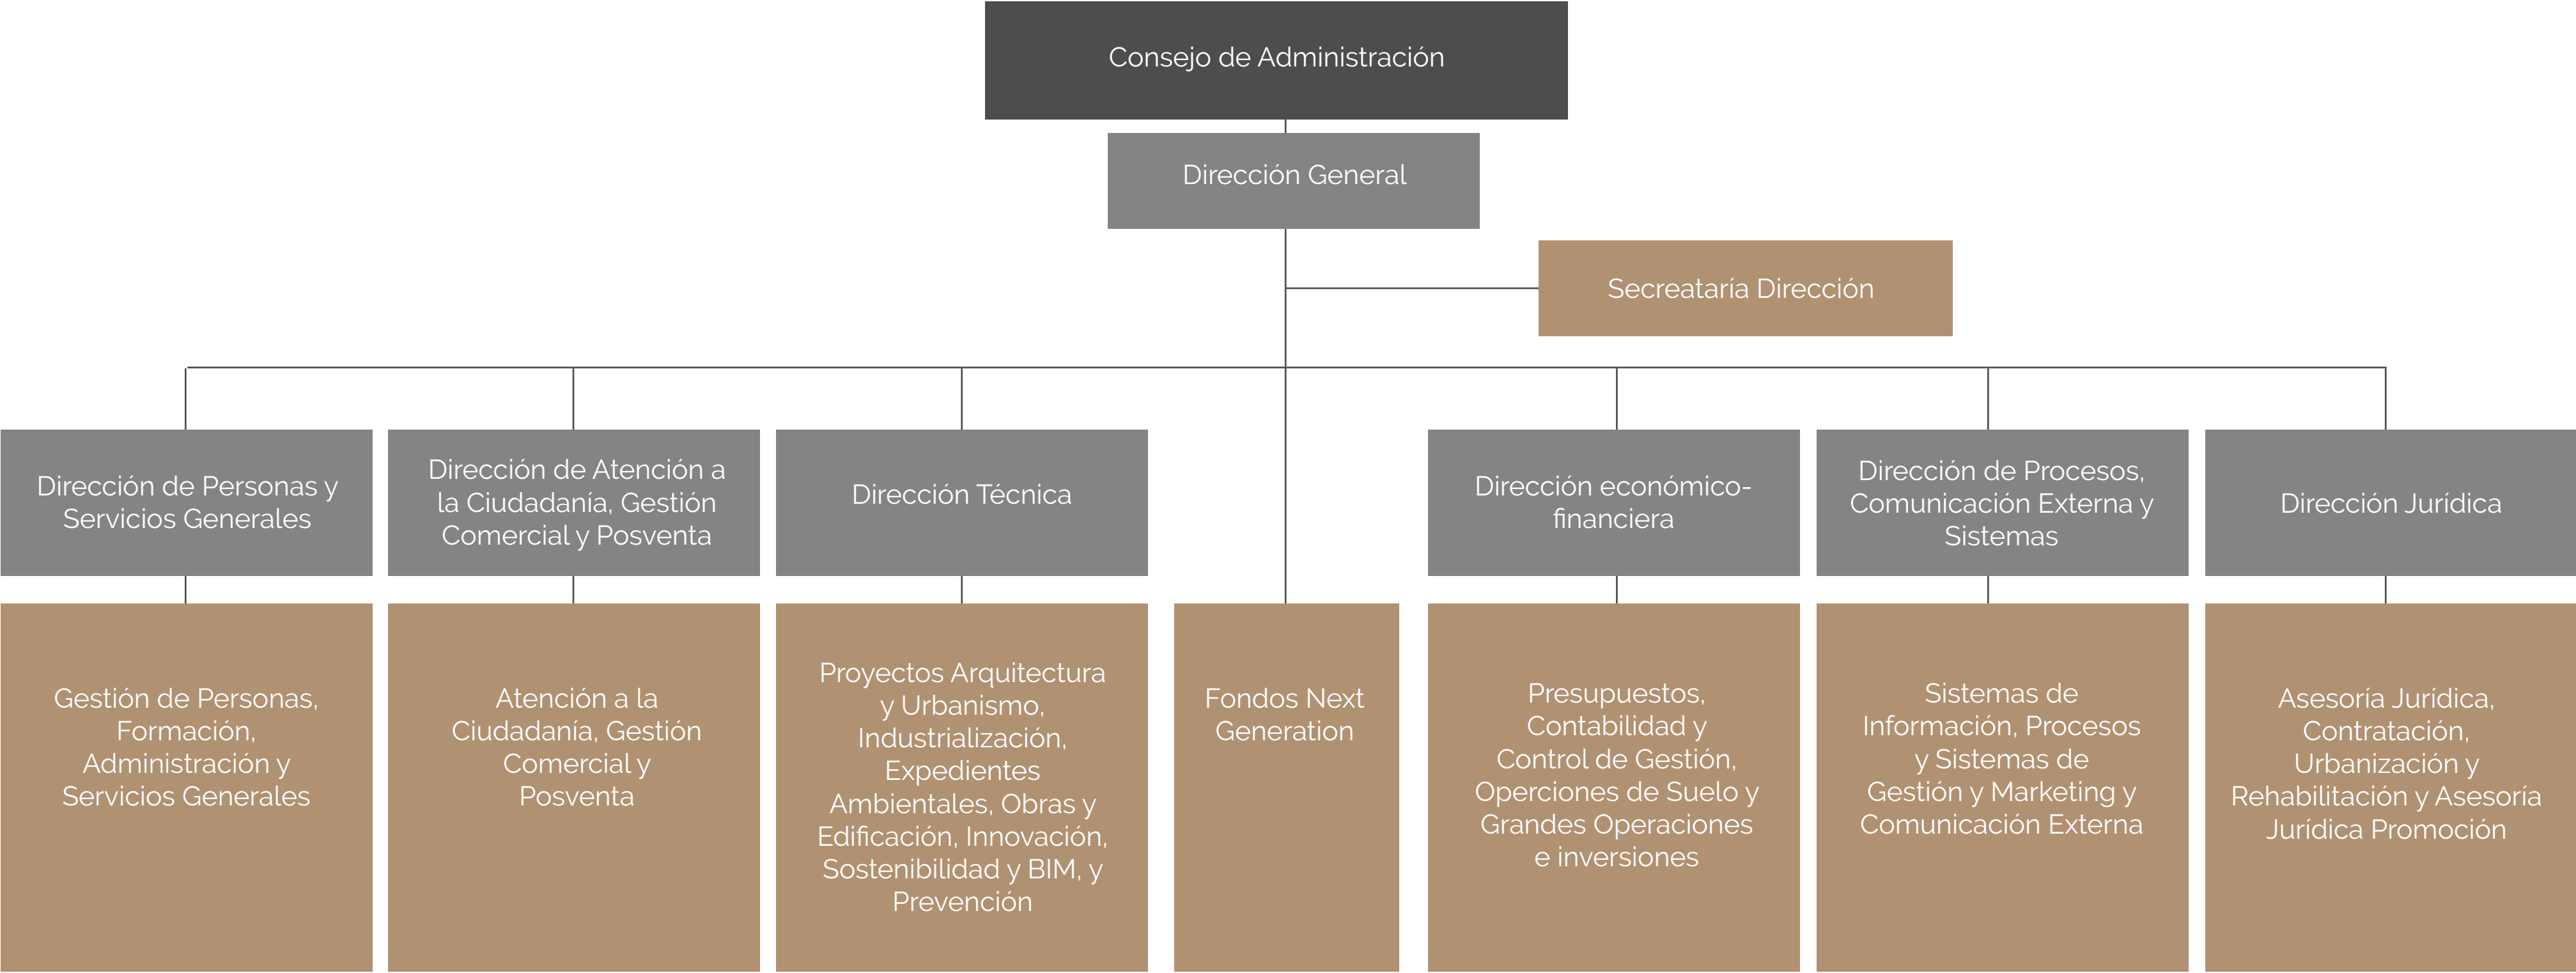 Consejo de Administración
Dirección General
Secreataría Dirección
Dirección de Personas y
Servicios Generales
Dirección de Atención a
la Ciudadanía, Gestión
Comercial y Posventa
Dirección Técnica
Dirección económico-
financiera
Dirección de Procesos,
Comunicación Externa y
Sistemas
Dirección Jurídica
Gestión de Personas,
Formación,
Administración y
Servicios Generales
Atención a la
Ciudadanía, Gestión
Comercial y
Posventa
Proyectos Arquitectura
y Urbanismo,
Industrialización,
Expedientes
Ambientales, Obras y
Edificación, Innovación,
Sostenibilidad y BIM, y
Prevención
Fondos Next
Generation
Presupuestos,
Contabilidad y
Control de Gestión,
Operciones de Suelo y
Grandes Operaciones
e inversiones
Sistemas de
Información, Procesos
y Sistemas de
Gestión y Marketing y
Comunicación Externa
Asesoría Jurídica,
Contratación,
Urbanización y
Rehabilitación y Asesoría
Jurídica Promoción